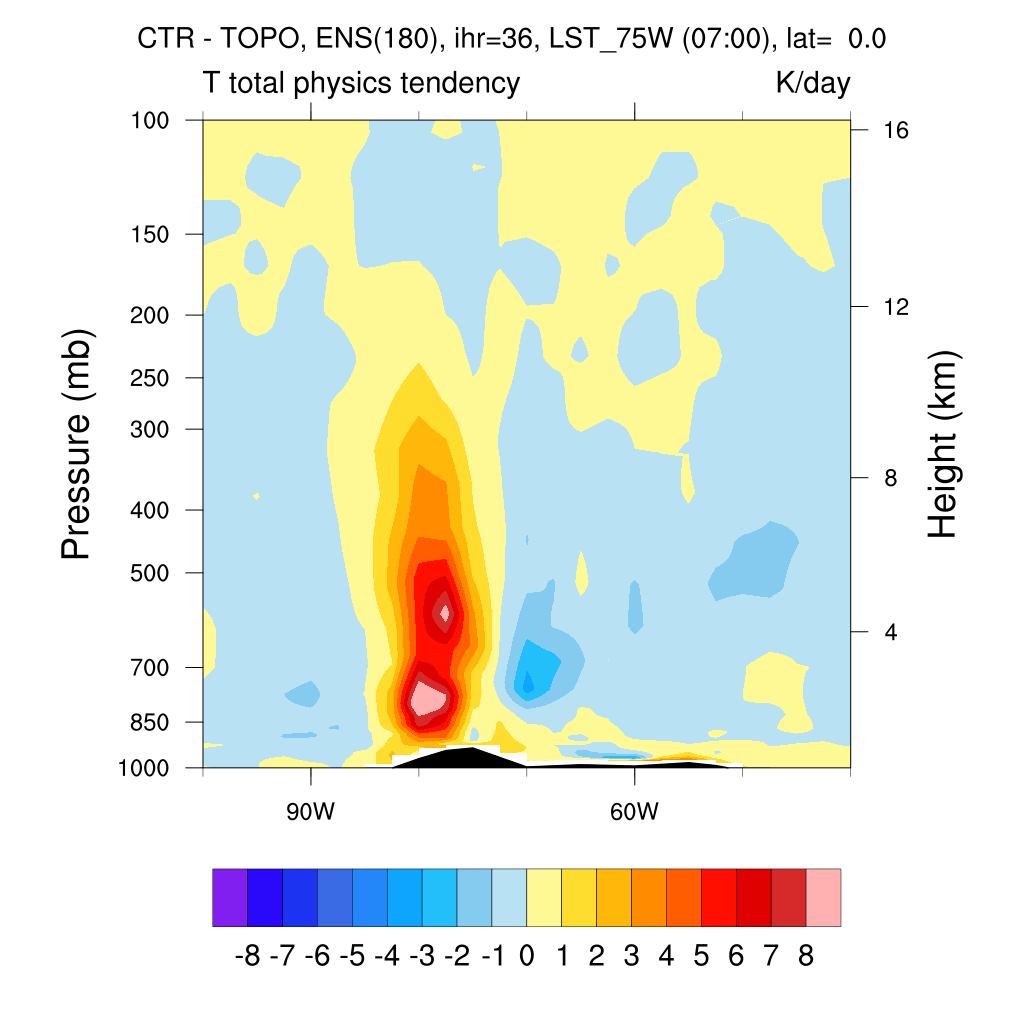 CTR - TOPO, ENS(180), ihr=36, LST_75W (07:00), lat=  0.0
T total physics tendency K/day
100
150
200
250
300
400
500
700
850
1000
Pressure (mb)
16
12
8
4
Height (km)
90W 60W
-8 -7 -6 -5 -4 -3 -2 -1 0 1 2 3 4 5 6 7 8